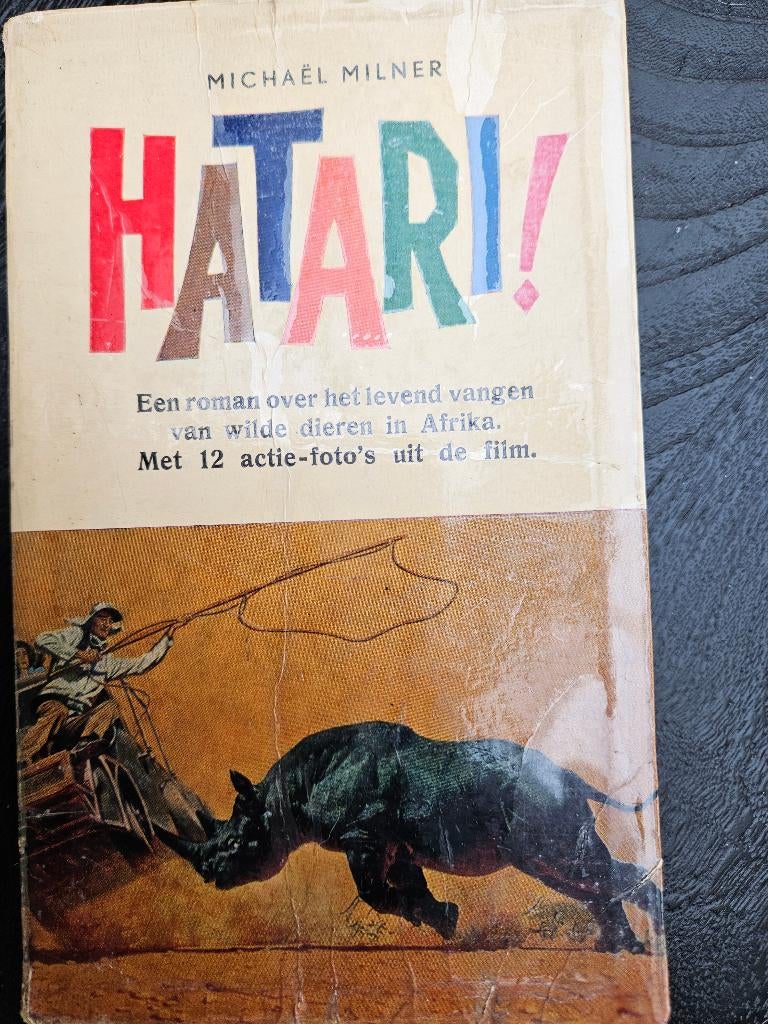 MICHAËL MILNER
HATARI!
Een roman over het levend vangen
van wilde dieren in Afrika.
Met 12 actie-foto's uit de film.